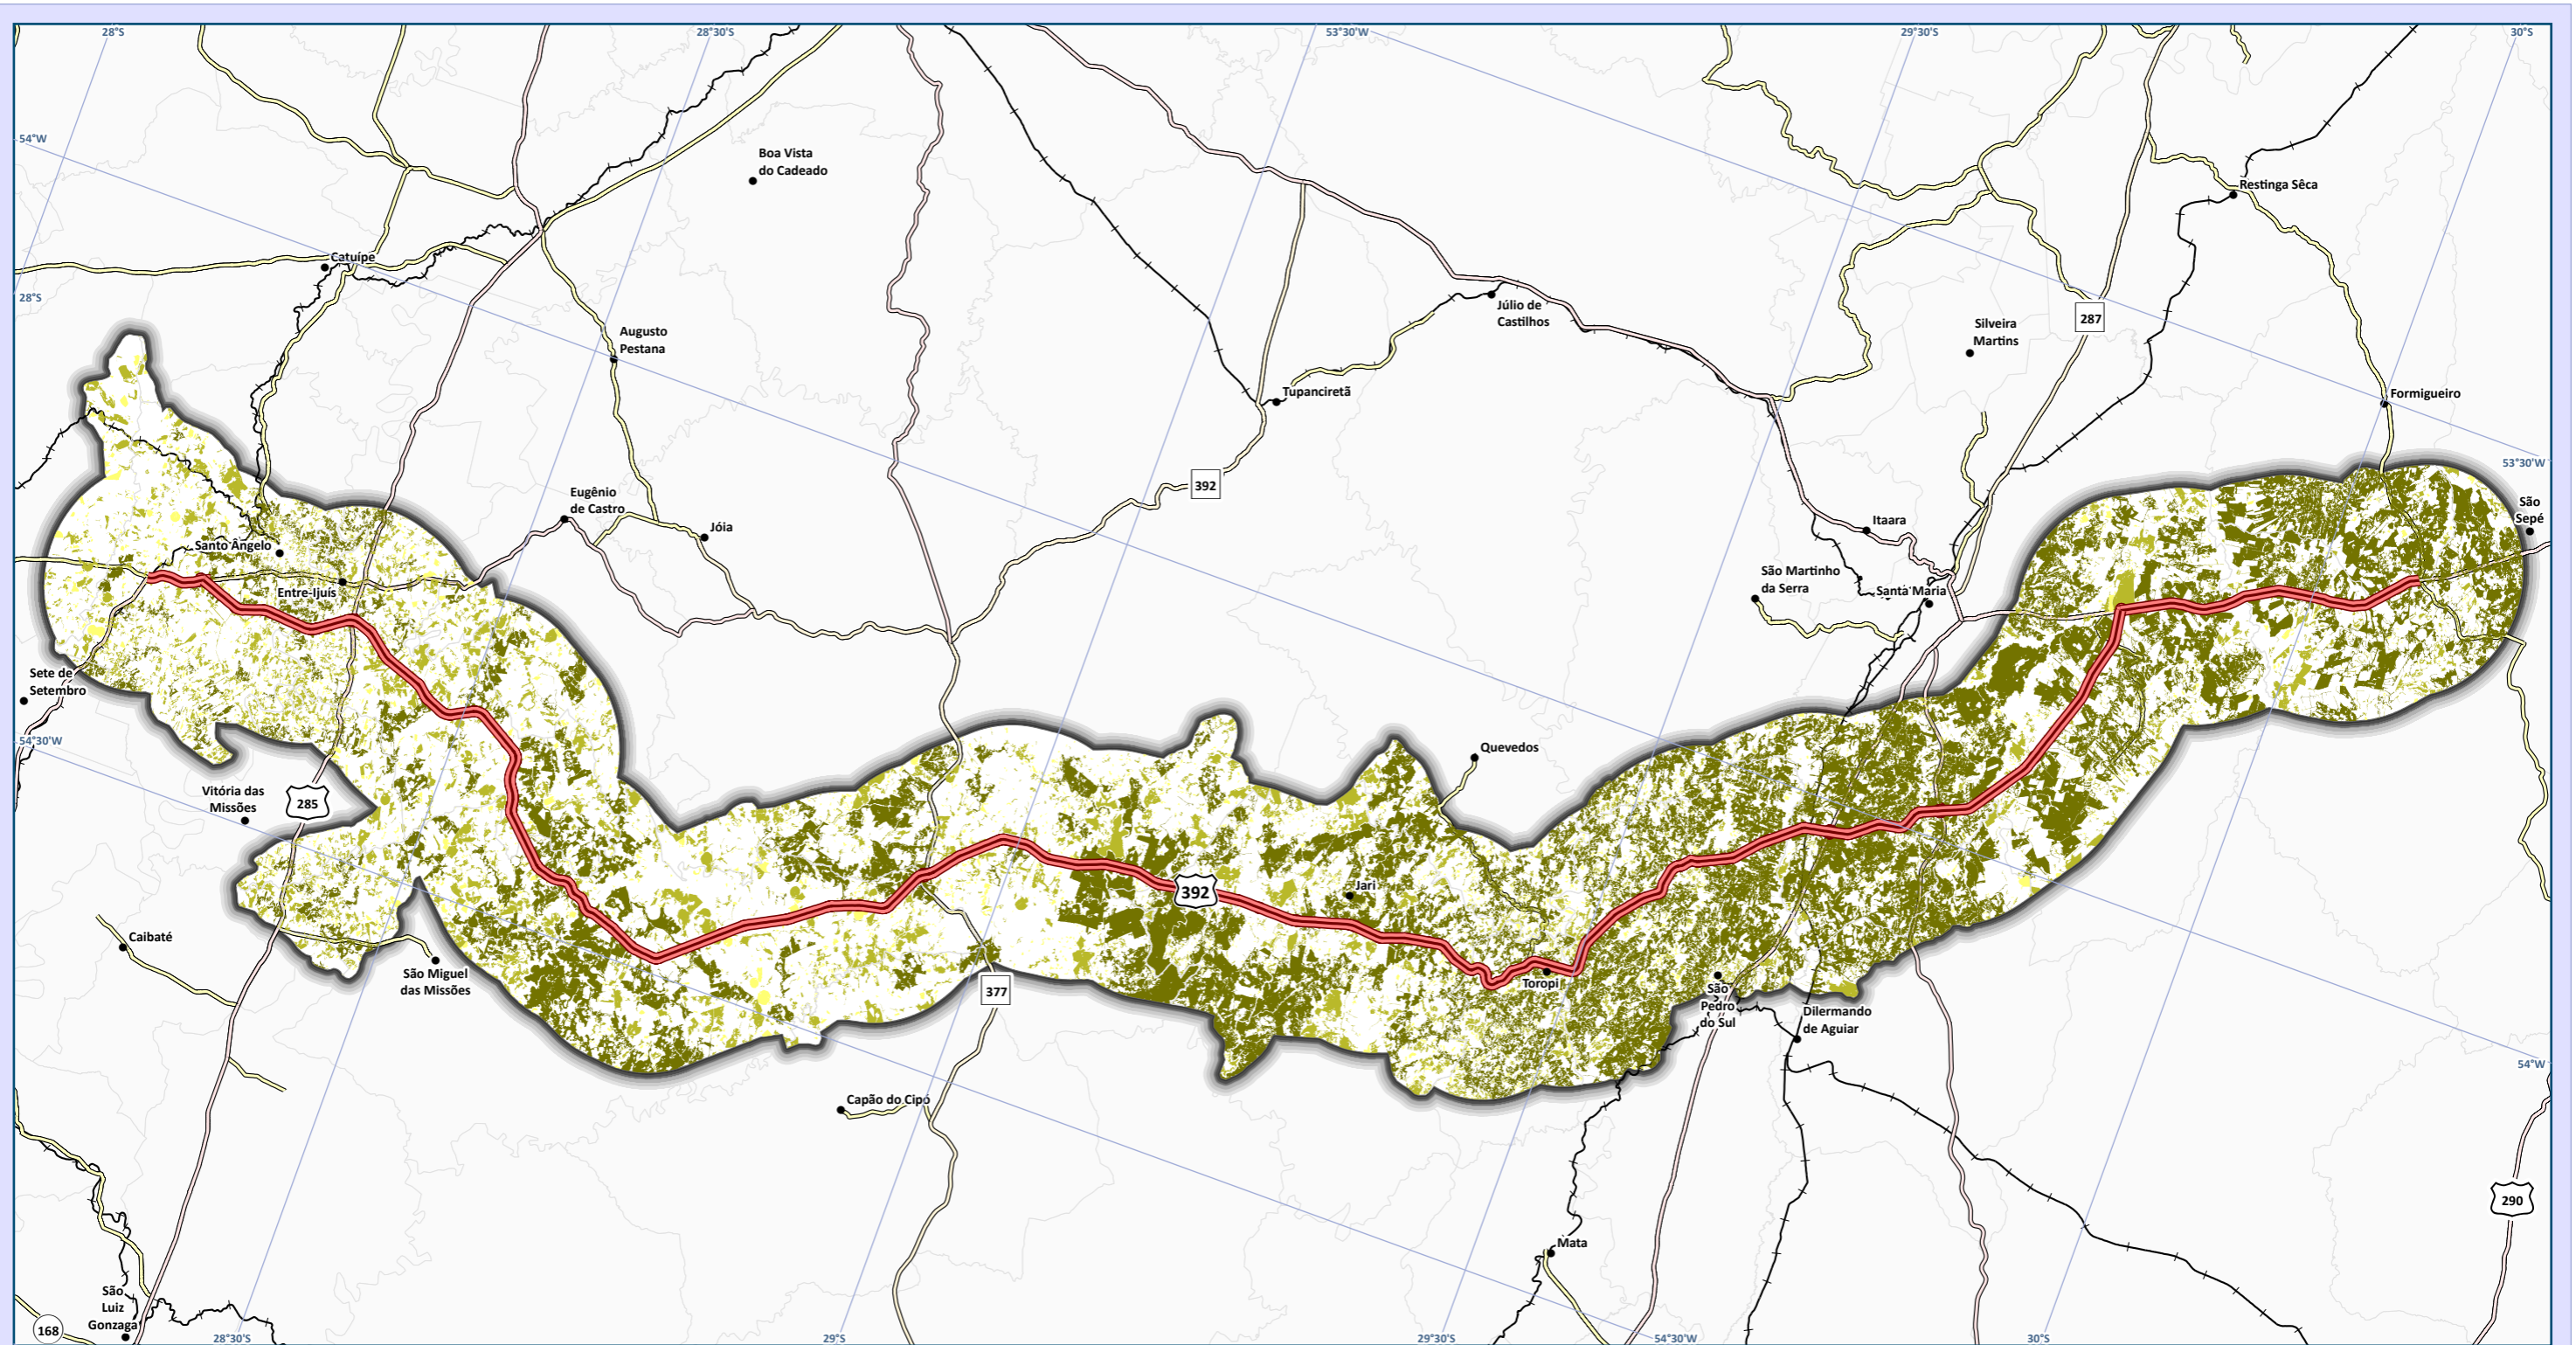 28°S
28°30'S
53°30'W
29°30'S
30°S
54°W
Boa Vista
do Cadeado
Restinga Sêca
Catuípe
28°S
Júlio de
Castilhos
287
Silveira
Martins
Augusto
Pestana
Tupanciretã
Formigueiro
53°30'W
392
Eugênio
de Castro
Jóia
Itaara
São
Sepé
Santo Ângelo
Entre-Ijuís
São Martinho
da Serra
Santa Maria
Sete de
Setembro
54°30'W
Quevedos
Vitória das
Missões
285
392
Jari
Caibaté
São Miguel
das Missões
377
Toropi
São
Pedro
do Sul
Dilermando
de Aguiar
54°W
Capão do Cipó
290
Mata
São
Luiz
Gonzaga
168
28°30'S
29°S
29°30'S
54°30'W
30°S